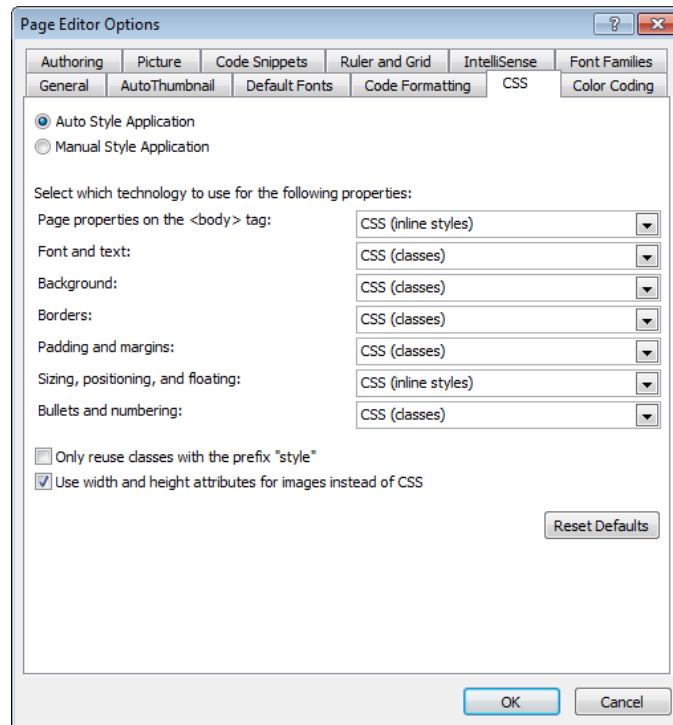 Page Editor Options
Authoring Picture Code Snippets Ruler and Grid IntelliSense Font Families
General AutoThumbnail Default Fonts Code Formatting CSS Color Coding
Auto Style Application
Manual Style Application
Select which technology to use for the following properties:
Page properties on the <body> tag: CSS (inline styles)
Font and text: CSS (classes)
Background: CSS (classes)
Borders: CSS (classes)
Padding and margins: CSS (classes)
Sizing, positioning, and floating: CSS (inline styles)
Bullets and numbering: CSS (classes)
Only reuse classes with the prefix "style"
Use width and height attributes for images instead of CSS
Reset Defaults
OK Cancel